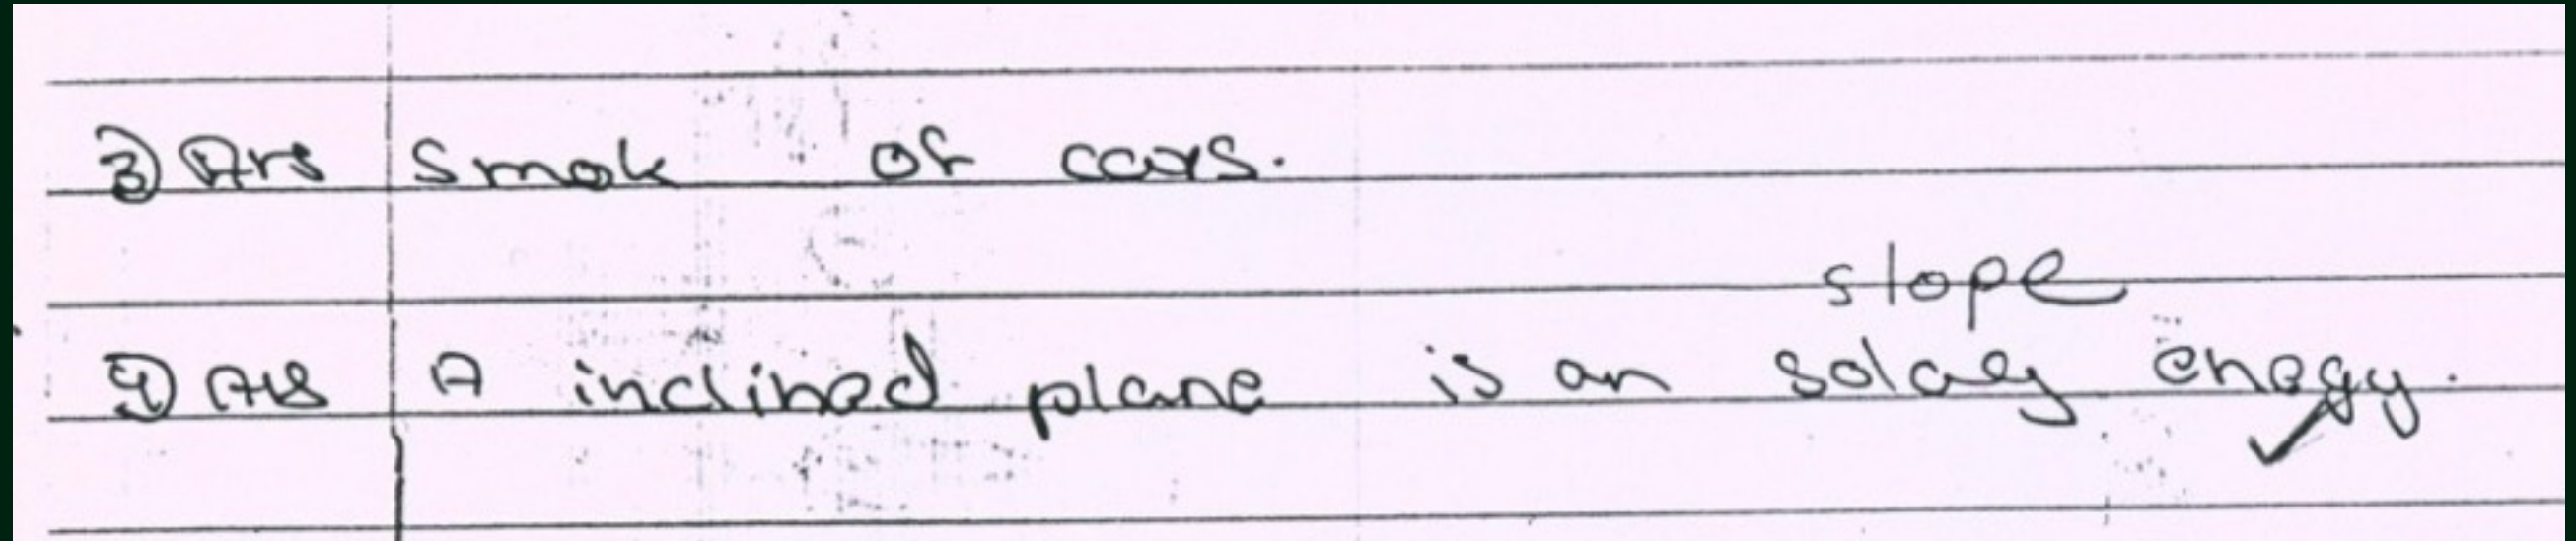 3) Ans Smok of cars.
slope
4) Ans A inclined plane is an solaey enegy.